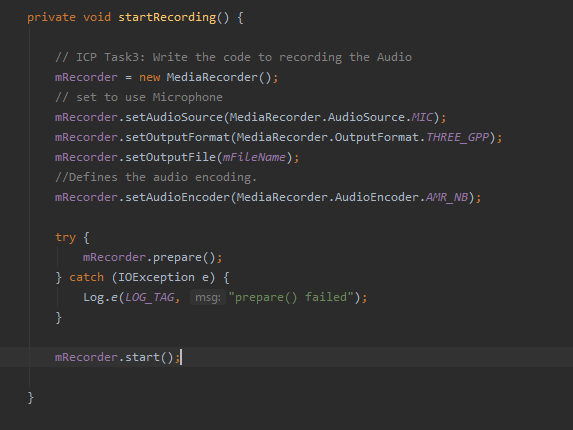 private void startRecording() {
// ICP Task3: Write the code to recording the Audio
mRecorder = new MediaRecorder();
// set to use Microphone
mRecorder.setAudioSource(MediaRecorder.AudioSource.MIC);
mRecorder.setOutputFormat(MediaRecorder.OutputFormat.THREE_GPP);
mRecorder.setOutputFile(mFileName);
//Defines the audio encoding.
mRecorder.setAudioEncoder(MediaRecorder.AudioEncoder.AMR_NB);
try {
mRecorder.prepare();
} catch (IOException e) {
Log.e(LOG_TAG, msg: "prepare() failed");
}
mRecorder.start();
}